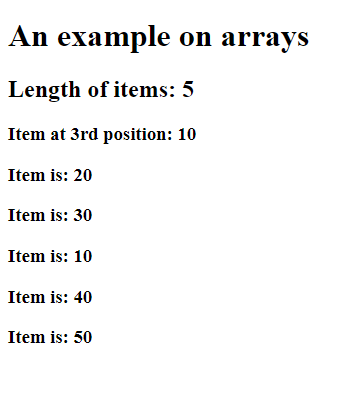 An example on arrays
Length of items: 5
Item at 3rd position: 10
Item is: 20
Item is: 30
Item is: 10
Item is: 40
Item is: 50